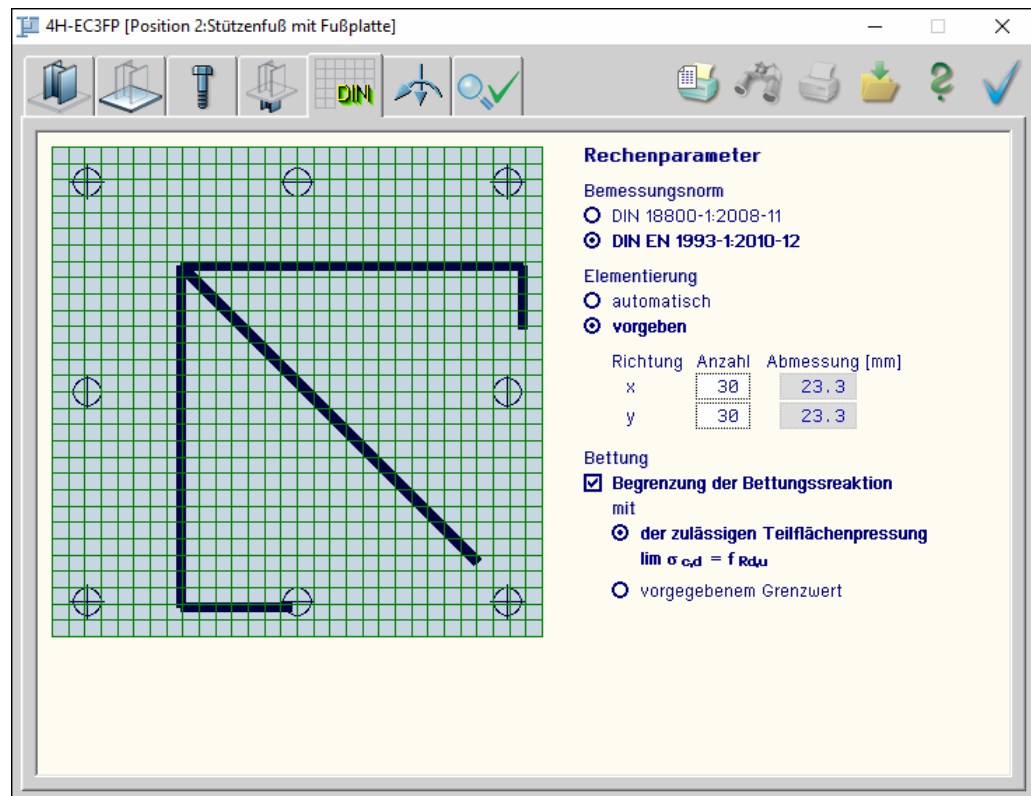 4H-EC3FP [Position 2:Stützenfuß mit Fußplatte]
DIN
Rechenparameter
Bemessungsnorm
DIN 18800-1:2008-11
DIN EN 1993-1:2010-12
Elementierung
automatisch
vorgeben
Richtung Anzahl Abmessung [mm]
x 30 23.3
y 30 23.3
Bettung
Begrenzung der Bettungssreaktion
mit
der zulässigen Teilflächenpressung
lim σ c,d = f Rd,u
vorgegebenem Grenzwert